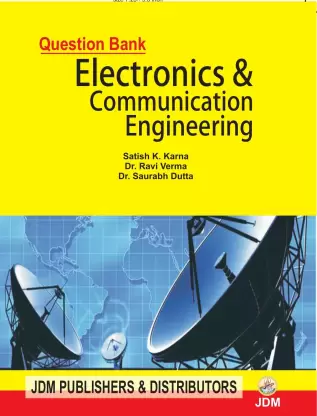 Question Bank
Electronics &
Communication
Engineering
Satish K. Karna
Dr. Ravi Verma
Dr. Saurabh Dutta
JDM PUBLISHERS & DISTRIBUTORS
JDM